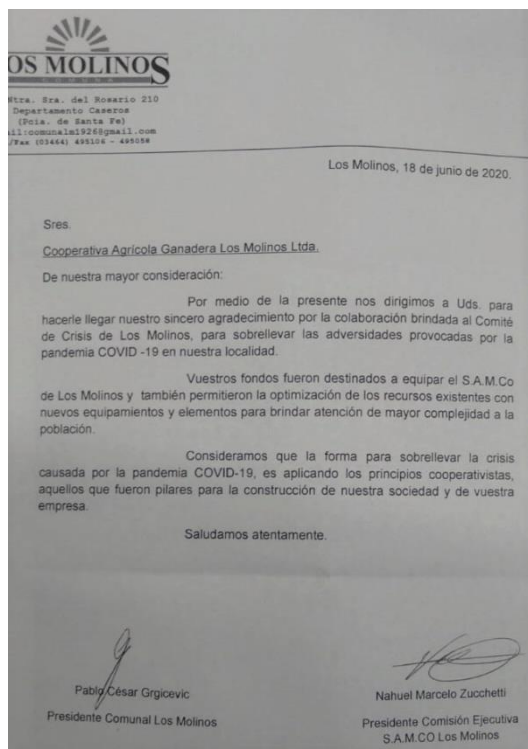 OS MOLINOS
Ntra. Sra. del Rosario 210
Departamento Caseros
(Pcia. de Santa Fe)
il:comunalm1926@gmail.com
/Fax (03464) 495106 - 495058
Los Molinos, 18 de junio de 2020.
Sres.
Cooperativa Agrícola Ganadera Los Molinos Ltda.
De nuestra mayor consideración:
Por medio de la presente nos dirigimos a Uds. para
hacerle llegar nuestro sincero agradecimiento por la colaboración brindada al Comité
de Crisis de Los Molinos, para sobrellevar las adversidades provocadas por la
pandemia COVID -19 en nuestra localidad.
Vuestros fondos fueron destinados a equipar el S.A.M.Co
de Los Molinos y también permitieron la optimización de los recursos existentes con
nuevos equipamientos y elementos para brindar atención de mayor complejidad a la
población.
Consideramos que la forma para sobrellevar la crisis
causada por la pandemia COVID-19, es aplicando los principios cooperativistas,
aquellos que fueron pilares para la construcción de nuestra sociedad y de vuestra
empresa.
Saludamos atentamente.
Pablo César Grgicevic
Presidente Comunal Los Molinos
Nahuel Marcelo Zucchetti
Presidente Comisión Ejecutiva
S.A.M.CO Los Molinos